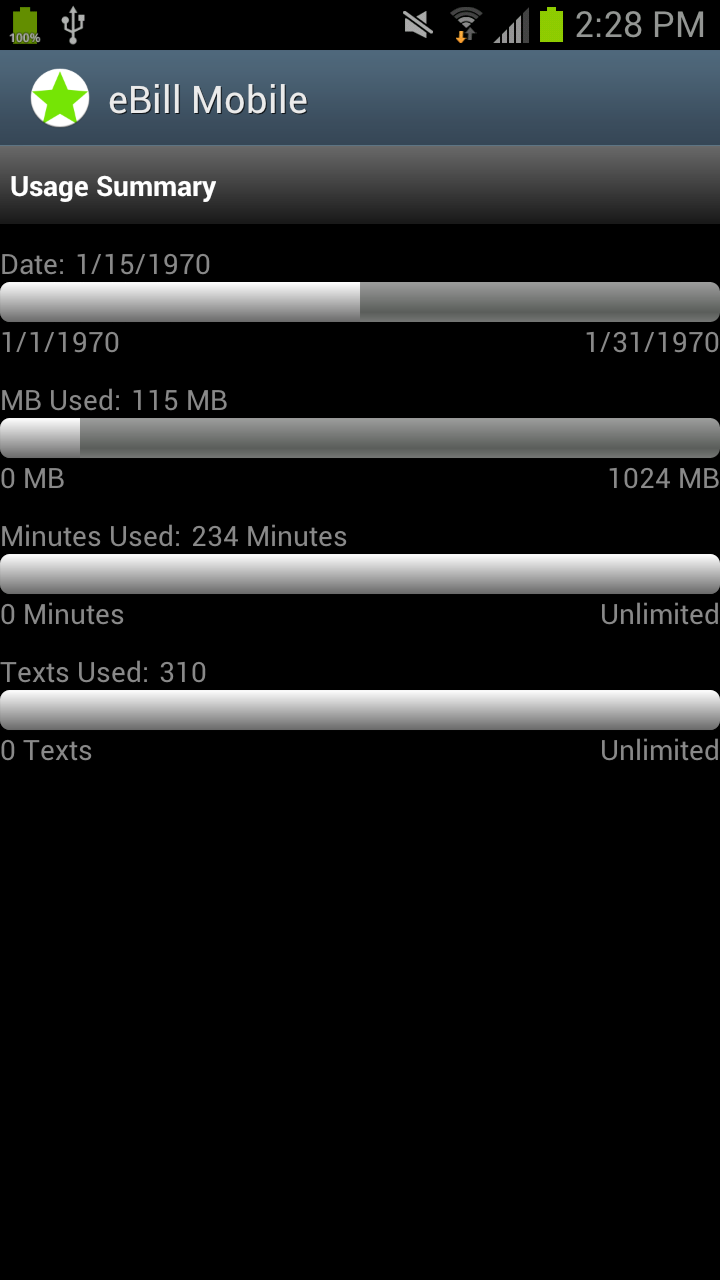 100%
2:28 PM
eBill Mobile
Usage Summary
Date: 1/15/1970
1/1/1970 1/31/1970
MB Used: 115 MB
0 MB 1024 MB
Minutes Used: 234 Minutes
0 Minutes Unlimited
Texts Used: 310
0 Texts Unlimited